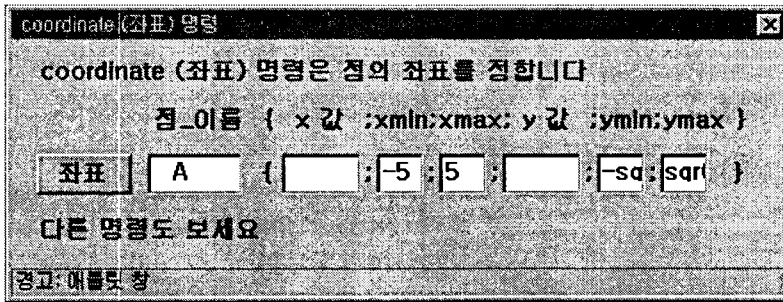 coordinate (좌표) 명령
coordinate (좌표) 명령은 점의 좌표를 정합니다
점_이름 { x 값 ;xmin;xmax; y 값 ;ymin;ymax }
좌표 A { ; -5 ; 5 ; ; -sq ; sqr }
다른 명령도 보세요
경고: 애플릿 창